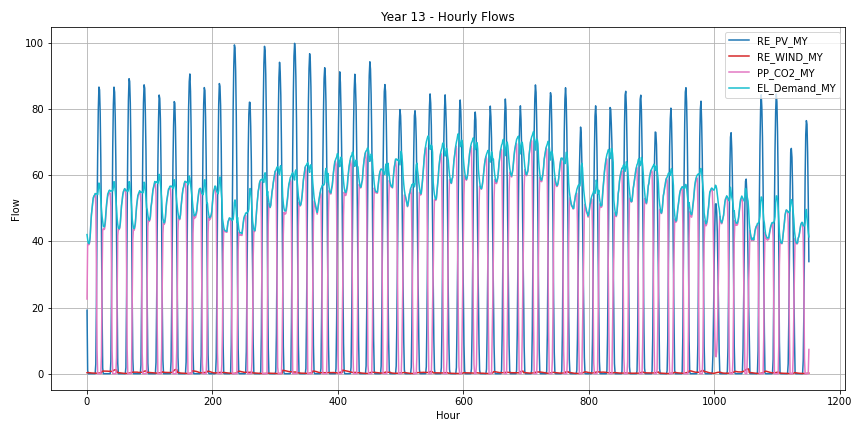 Year 13 - Hourly Flows
RE_PV_MY
RE_WIND_MY
PP_CO2_MY
EL_Demand_MY
100
80
60
40
20
0
Flow
0
200
400
600
800
1000
1200
Hour